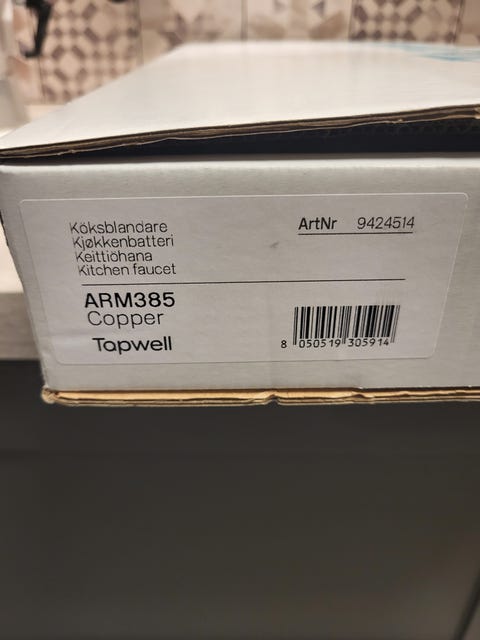 Köksblandare
Kjøkkenbatteri
Keittiöhana
Kitchen faucet
ArtNr 9424514
ARM385
Copper
Tapwell
8 050519 305914